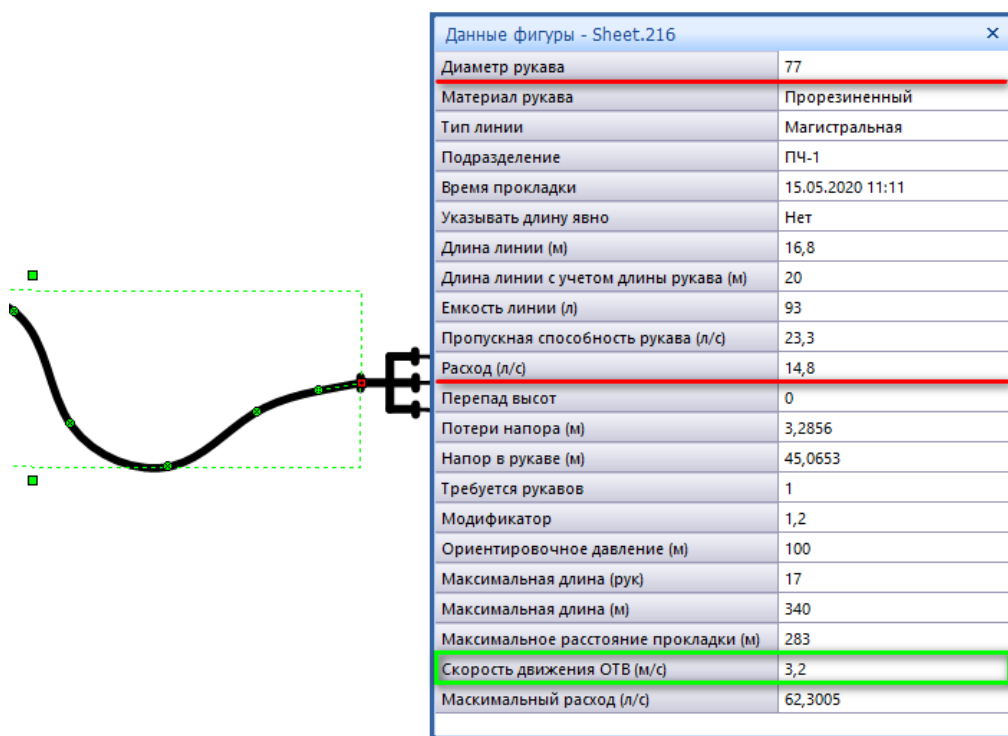 Данные фигуры - Sheet.216
Диаметр рукава 77
Материал рукава Прорезиненный
Тип линии Магистральная
Подразделение ПЧ-1
Время прокладки 15.05.2020 11:11
Указывать длину явно Нет
Длина линии (м) 16,8
Длина линии с учетом длины рукава (м) 20
Емкость линии (л) 93
Пропускная способность рукава (л/с) 23,3
Расход (л/с) 14,8
Перепад высот 0
Потери напора (м) 3,2856
Напор в рукаве (м) 45,0653
Требуется рукавов 1
Модификатор 1,2
Ориентировочное давление (м) 100
Максимальная длина (рук) 17
Максимальная длина (м) 340
Максимальное расстояние прокладки (м) 283
Скорость движения ОТВ (м/с) 3,2
Маскимальный расход (л/с) 62,3005